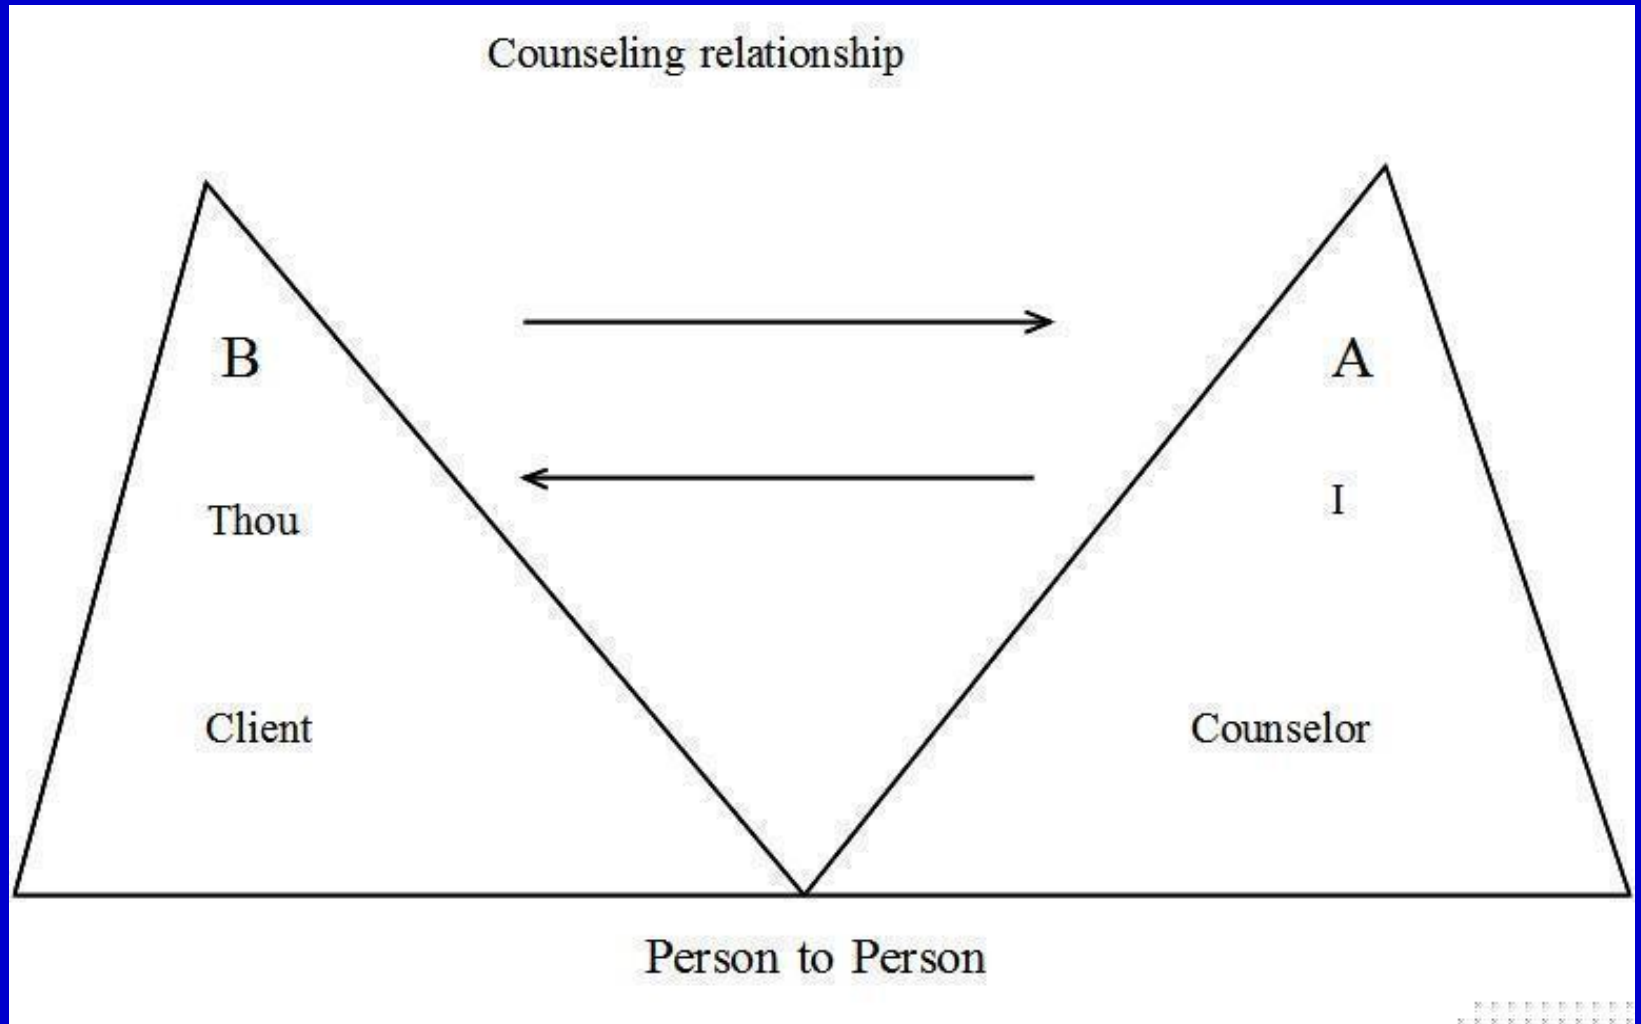 Counseling relationship
B
A
Thou
I
Client
Counselor
Person to Person